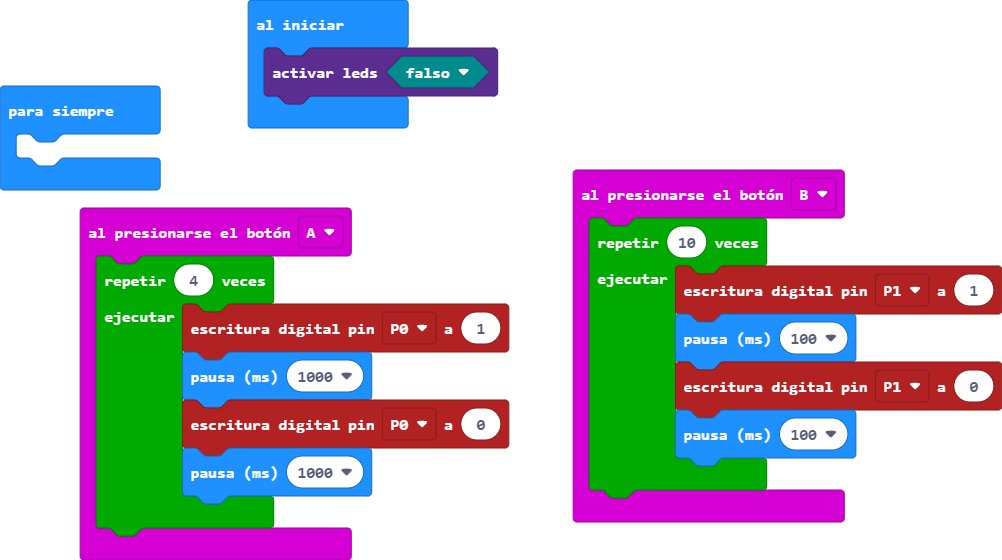 al iniciar
activar leds falso
para siempre
al presionarse el botón A
repetir 4 veces
ejecutar
escritura digital pin P0 a 1
pausa (ms) 1000
escritura digital pin P0 a 0
pausa (ms) 1000
al presionarse el botón B
repetir 10 veces
ejecutar
escritura digital pin P1 a 1
pausa (ms) 100
escritura digital pin P1 a 0
pausa (ms) 100